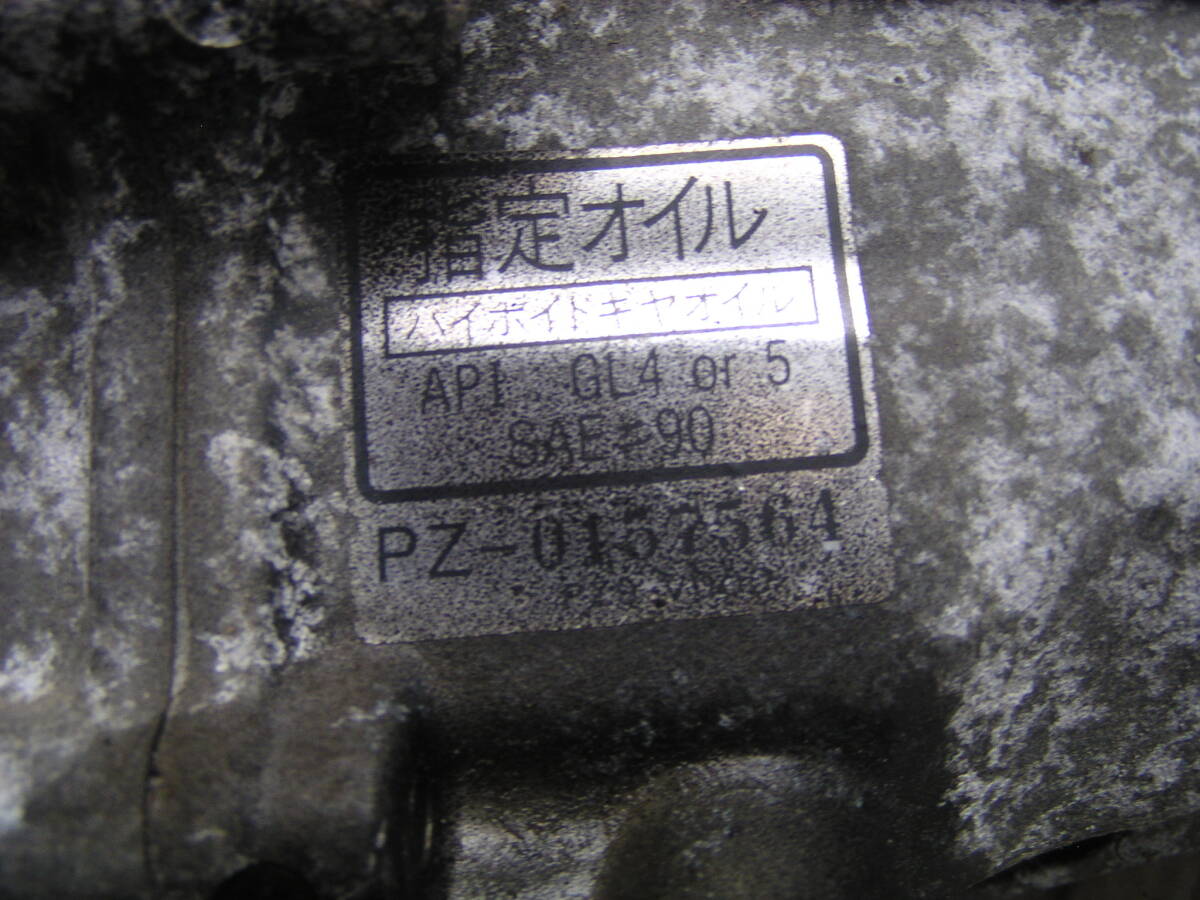 指定オイル
ハイポイドギヤオイル
API GL4 or 5
SAE 90
PZ-0157564